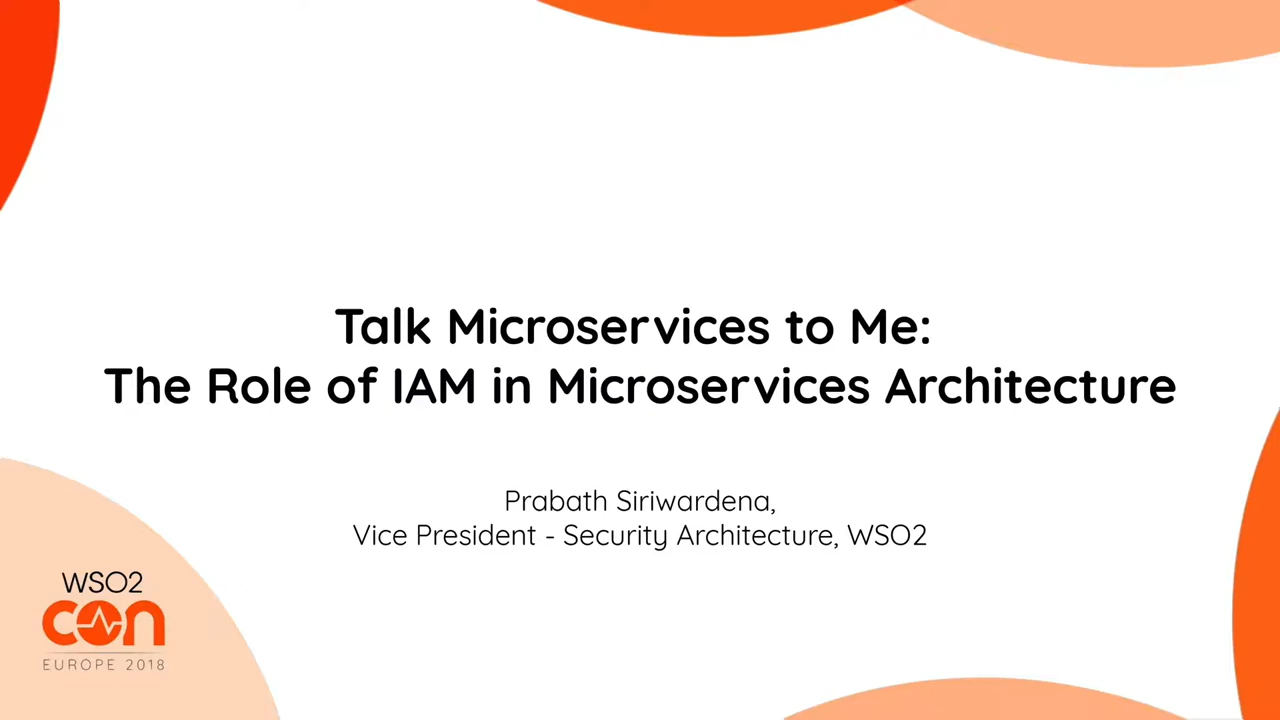 Talk Microservices to Me:
The Role of IAM in Microservices Architecture
Prabath Siriwardena,
Vice President - Security Architecture, WSO2
WSO2
con
EUROPE 2018